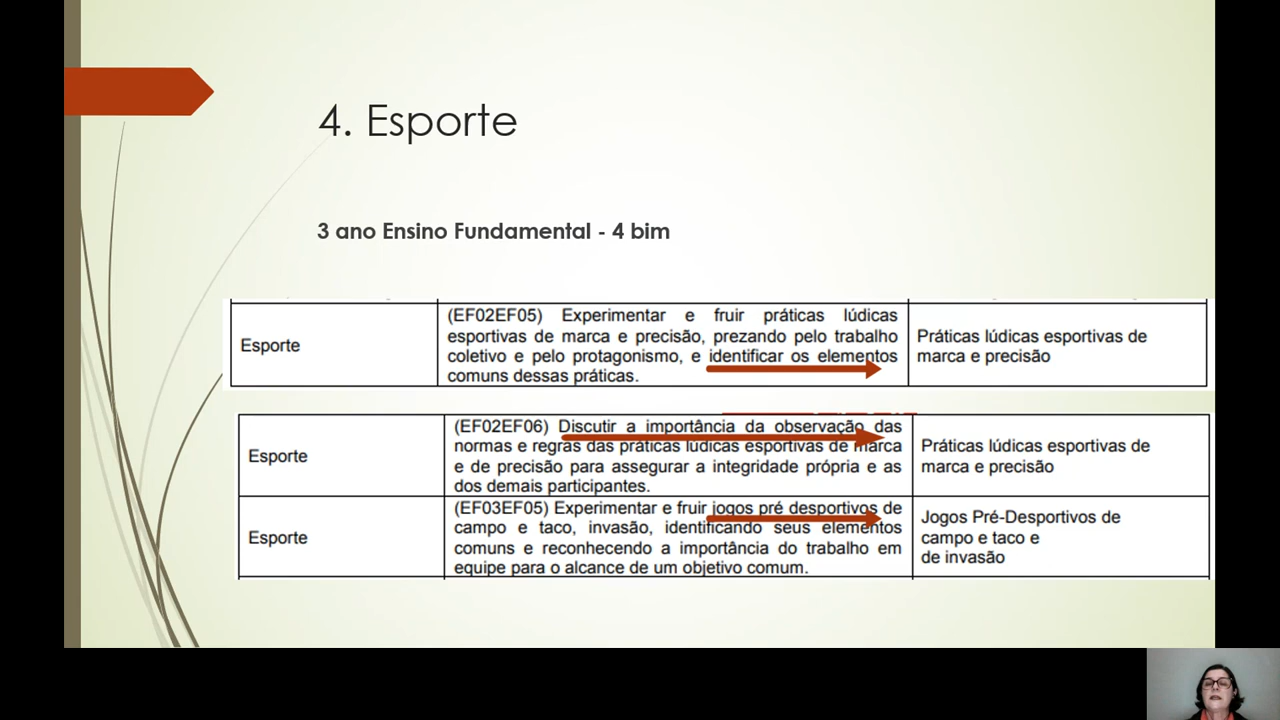 4. Esporte
3 ano Ensino Fundamental - 4 bim
Esporte
(EF02EF05) Experimentar e fruir práticas lúdicas
esportivas de marca e precisão, prezando pelo trabalho
coletivo e pelo protagonismo, e identificar os elementos
comuns dessas práticas.
Práticas lúdicas esportivas de
marca e precisão
Esporte
(EF02EF06) Discutir a importância da observação das
normas e regras das práticas lúdicas esportivas de marca
e de precisão para assegurar a integridade própria e as
dos demais participantes.
Práticas lúdicas esportivas de
marca e precisão
Esporte
(EF03EF05) Experimentar e fruir jogos pré desportivos de
campo e taco, invasão, identificando seus elementos
comuns e reconhecendo a importância do trabalho em
equipe para o alcance de um objetivo comum.
Jogos Pré-Desportivos de
campo e taco e
de invasão